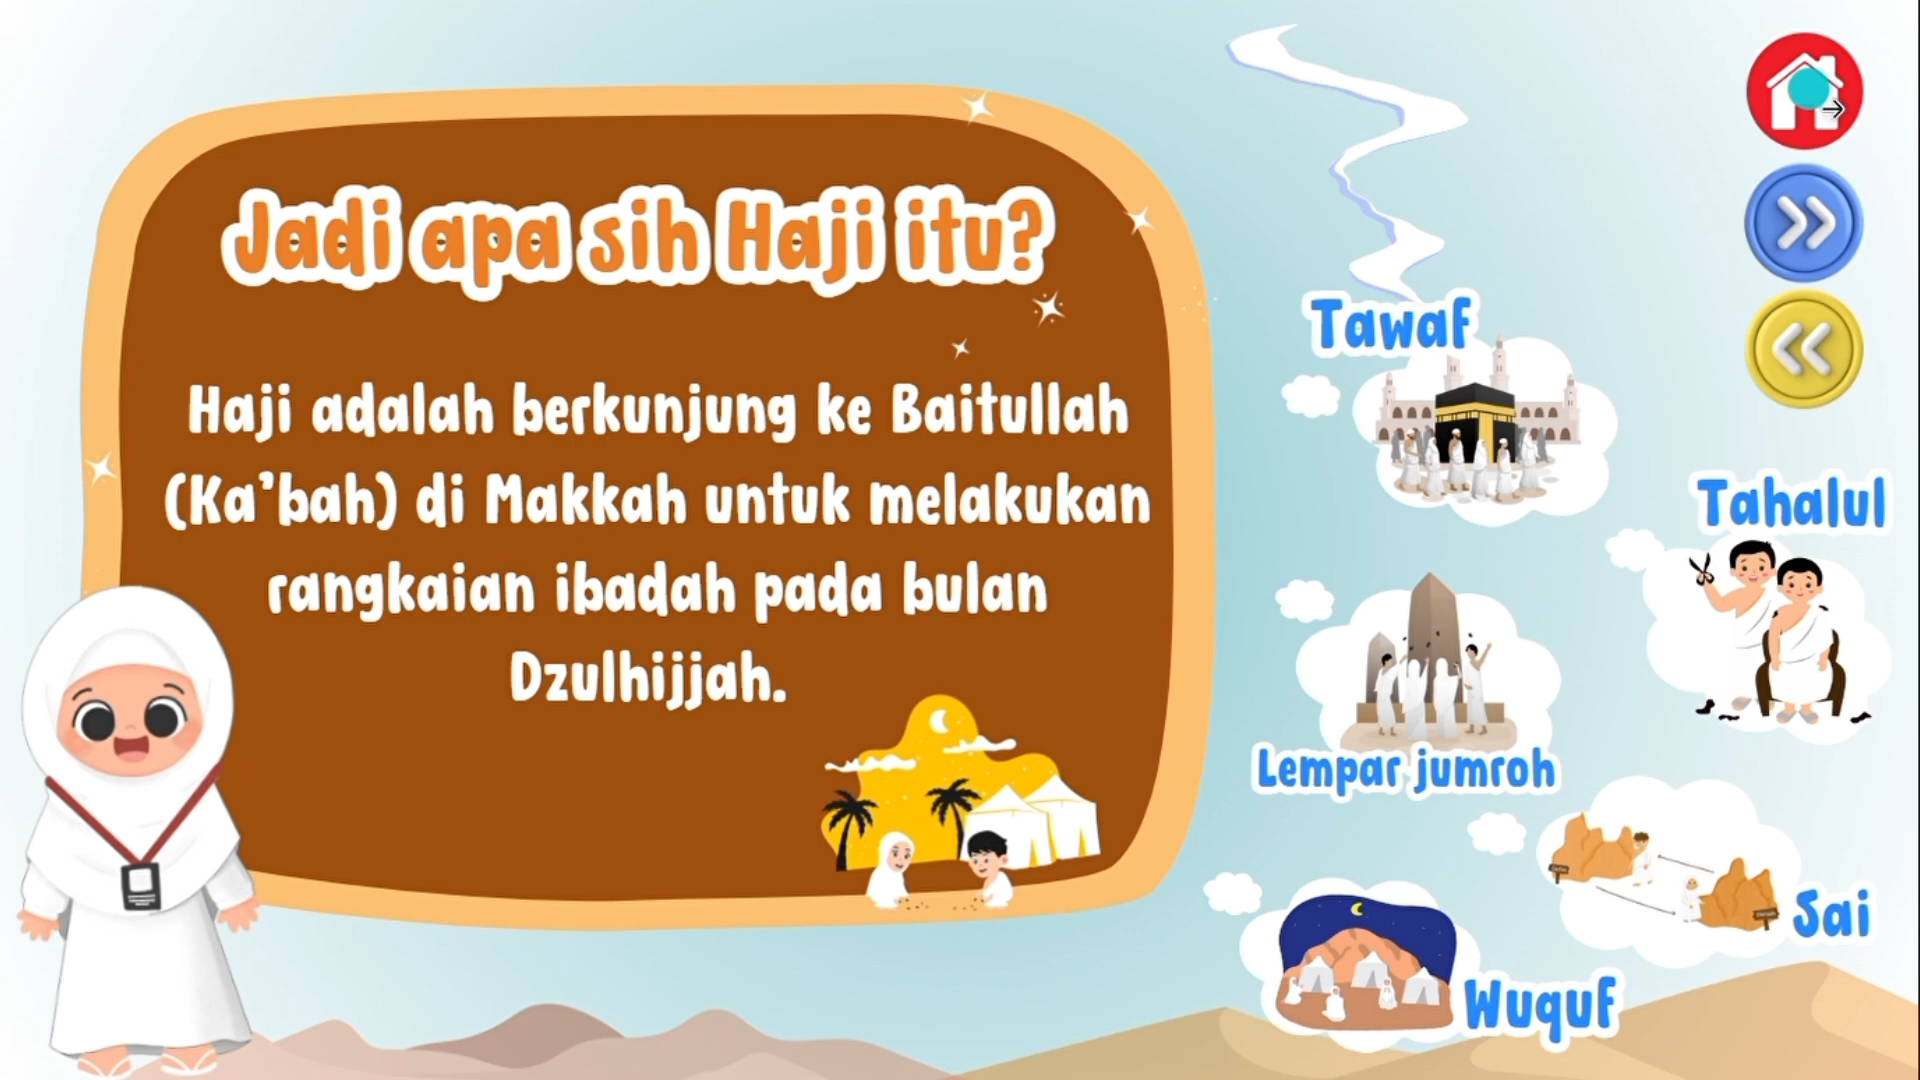 Jadi apa sih Haji itu?
Haji adalah berkunjung ke Baitullah
(Ka'bah) di Makkah untuk melakukan
rangkaian ibadah pada bulan
Dzulhijjah.
Tawaf
Tahalul
Lempar jumroh
Sai
Wuquf